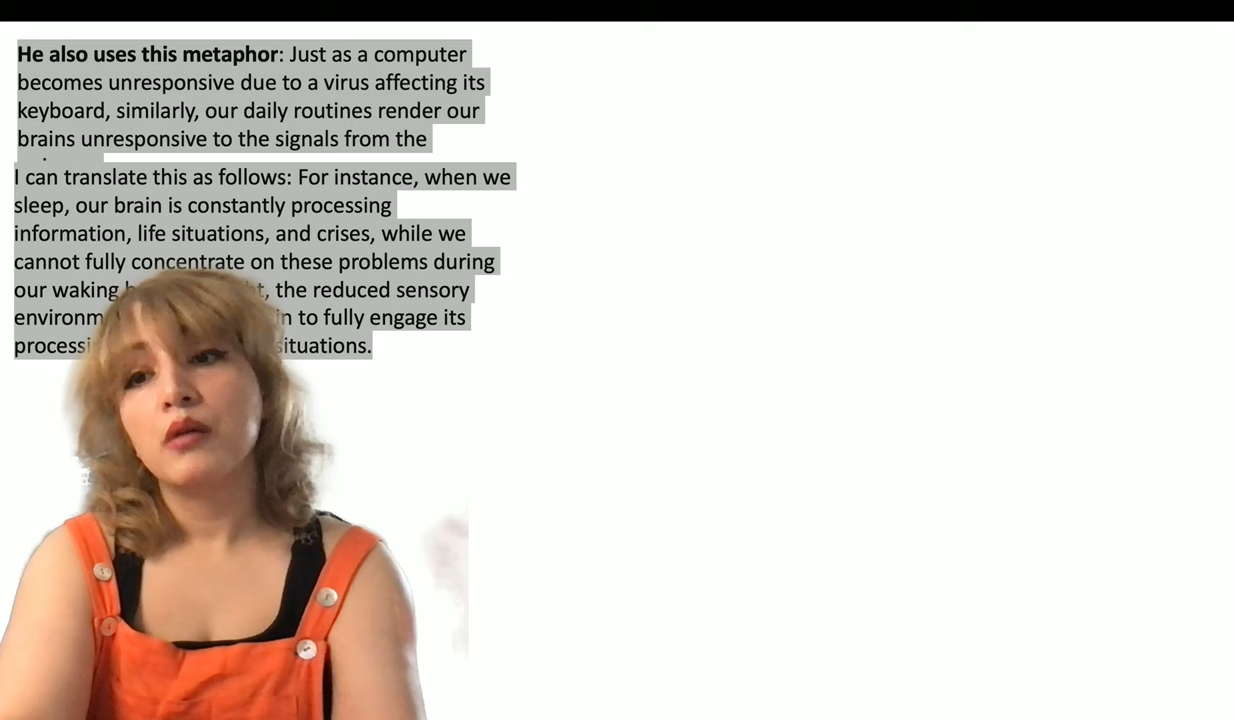 He also uses this metaphor: Just as a computer
becomes unresponsive due to a virus affecting its
keyboard, similarly, our daily routines render our
brains unresponsive to the signals from the
I can translate this as follows: For instance, when we
sleep, our brain is constantly processing
information, life situations, and crises, while we
cannot fully concentrate on these problems during
our waking the reduced sensory
to fully engage its
situations.